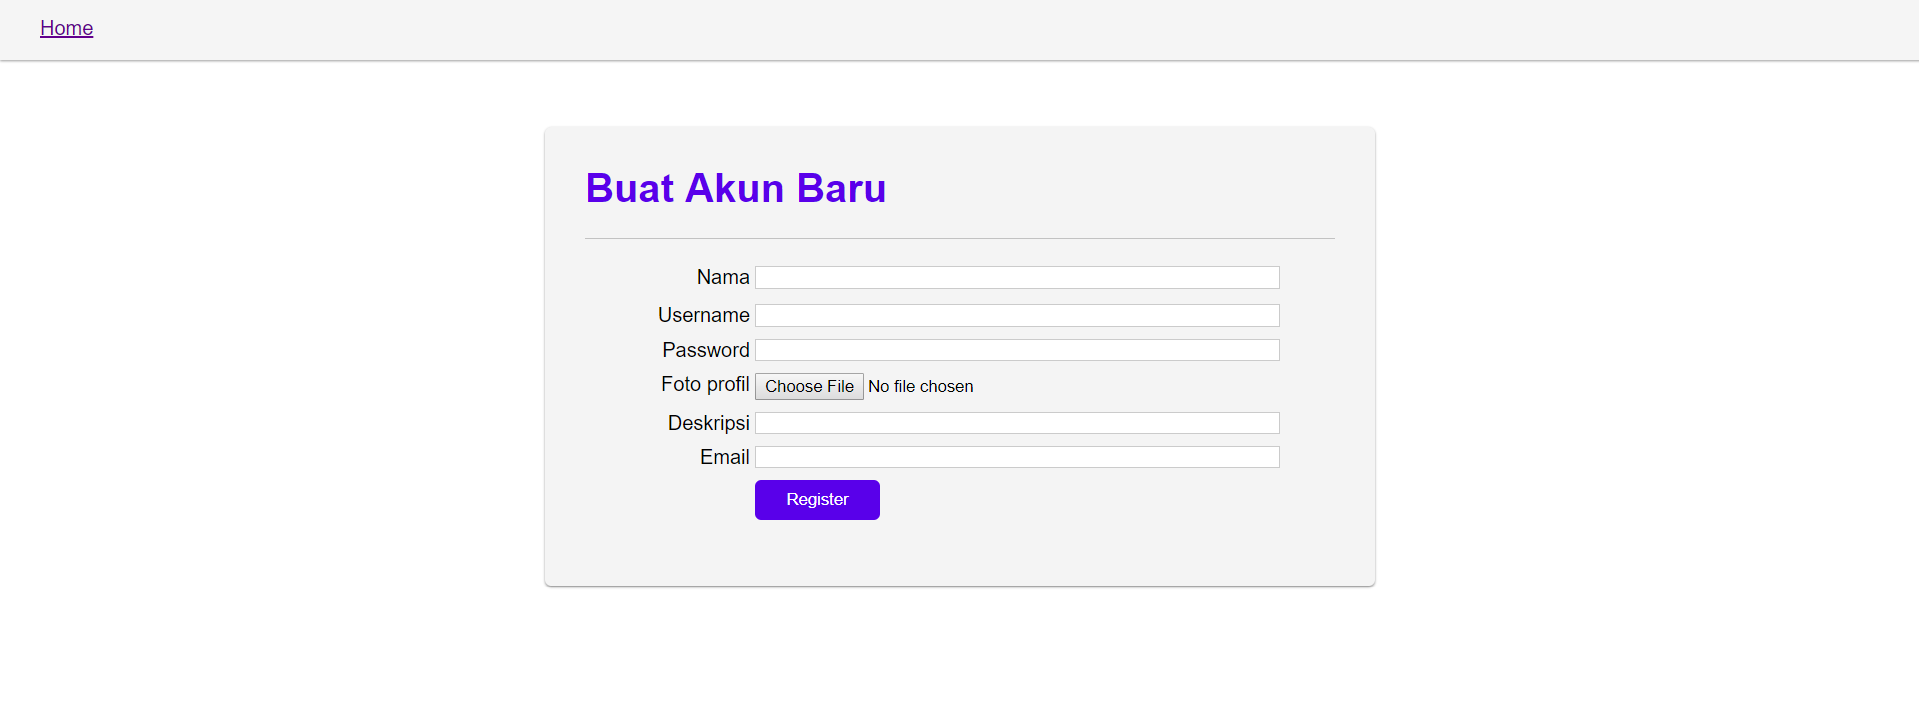 Home
Buat Akun Baru
Nama
Username
Password
Foto profil Choose File No file chosen
Deskripsi
Email
Register